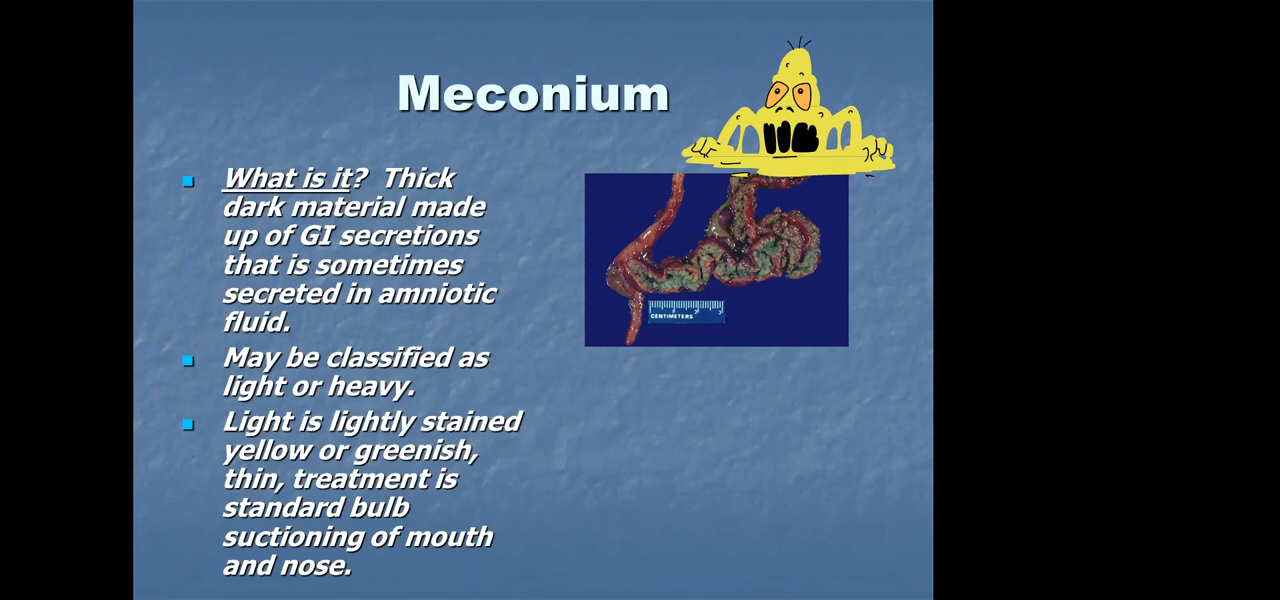 Meconium
What is it? Thick
dark material made
up of GI secretions
that is sometimes
secreted in amniotic
fluid.
May be classified as
light or heavy.
Light is lightly stained
yellow or greenish,
thin, treatment is
standard bulb
suctioning of mouth
and nose.
CENTIMETERS